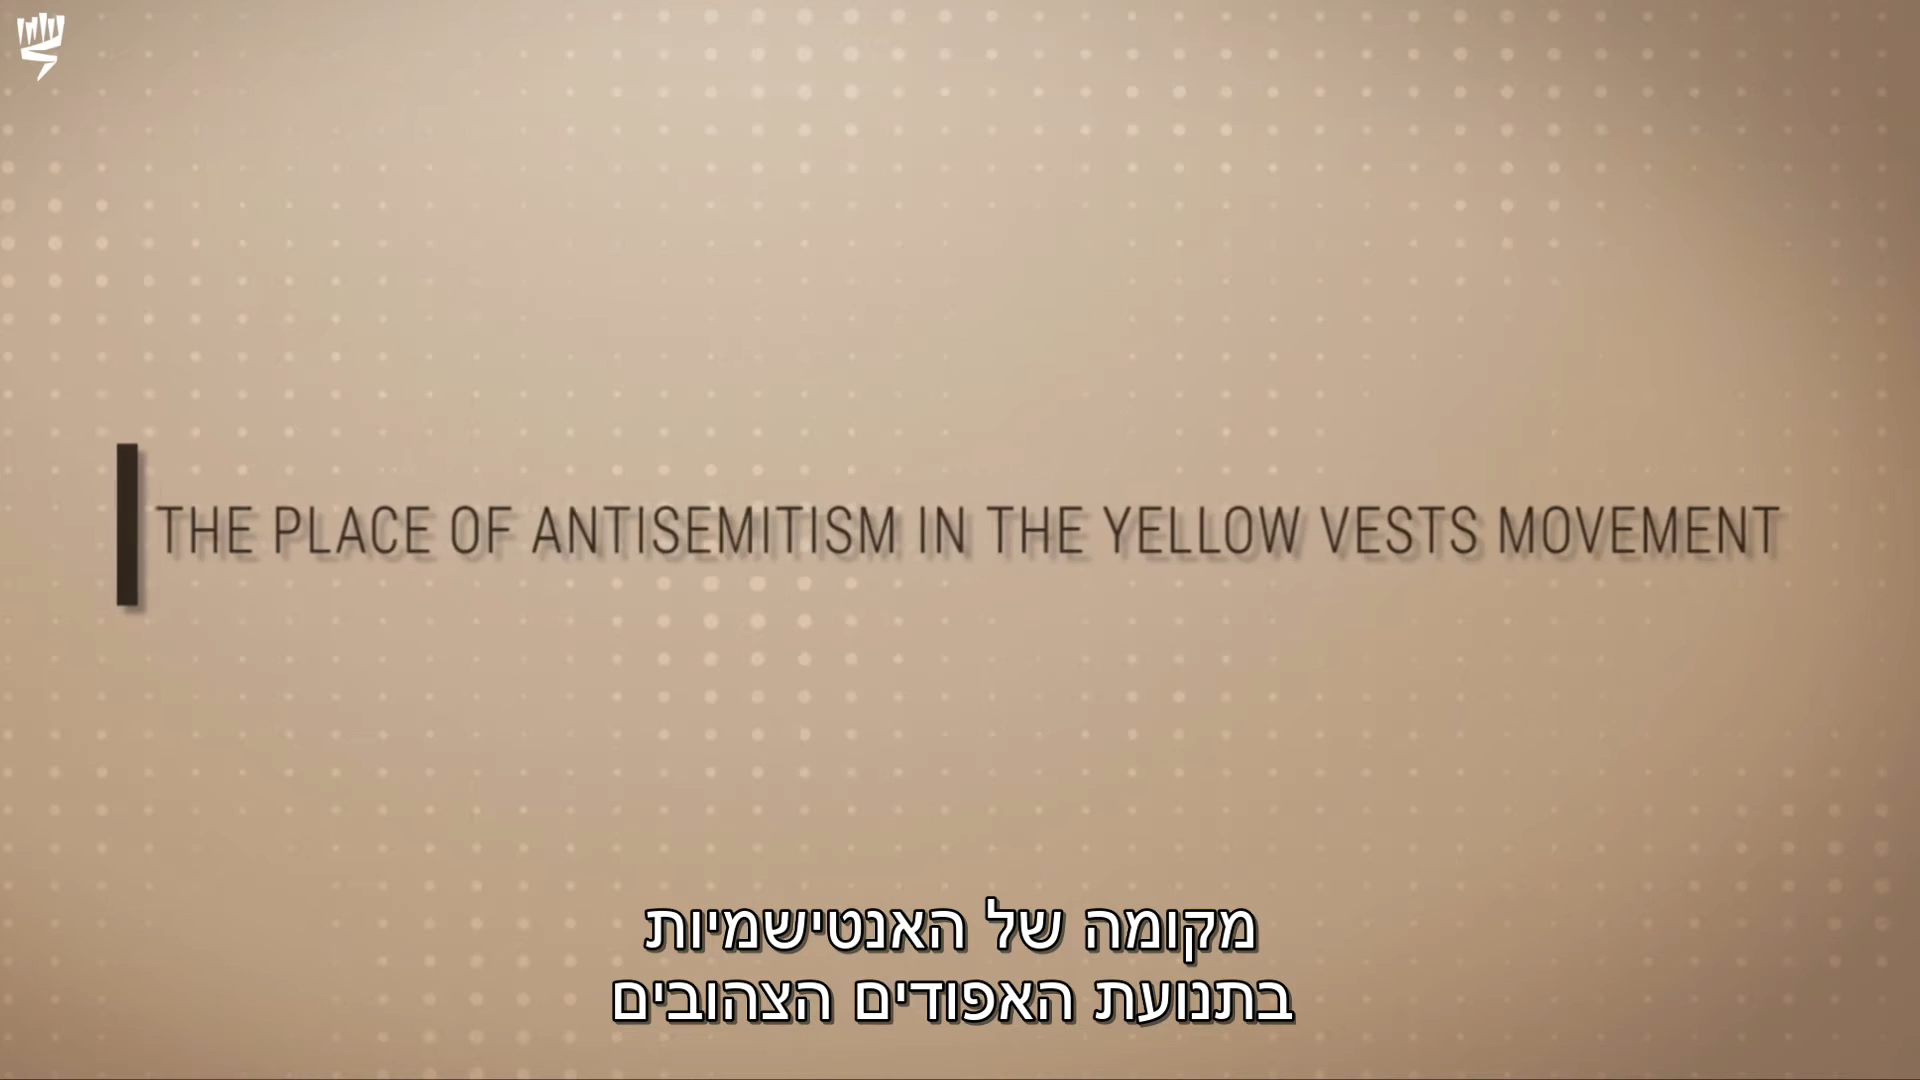 THE PLACE OF ANTISEMITISM IN THE YELLOW VESTS MOVEMENT
מקומה של האנטישמיות
בתנועת האפודים הצהובים